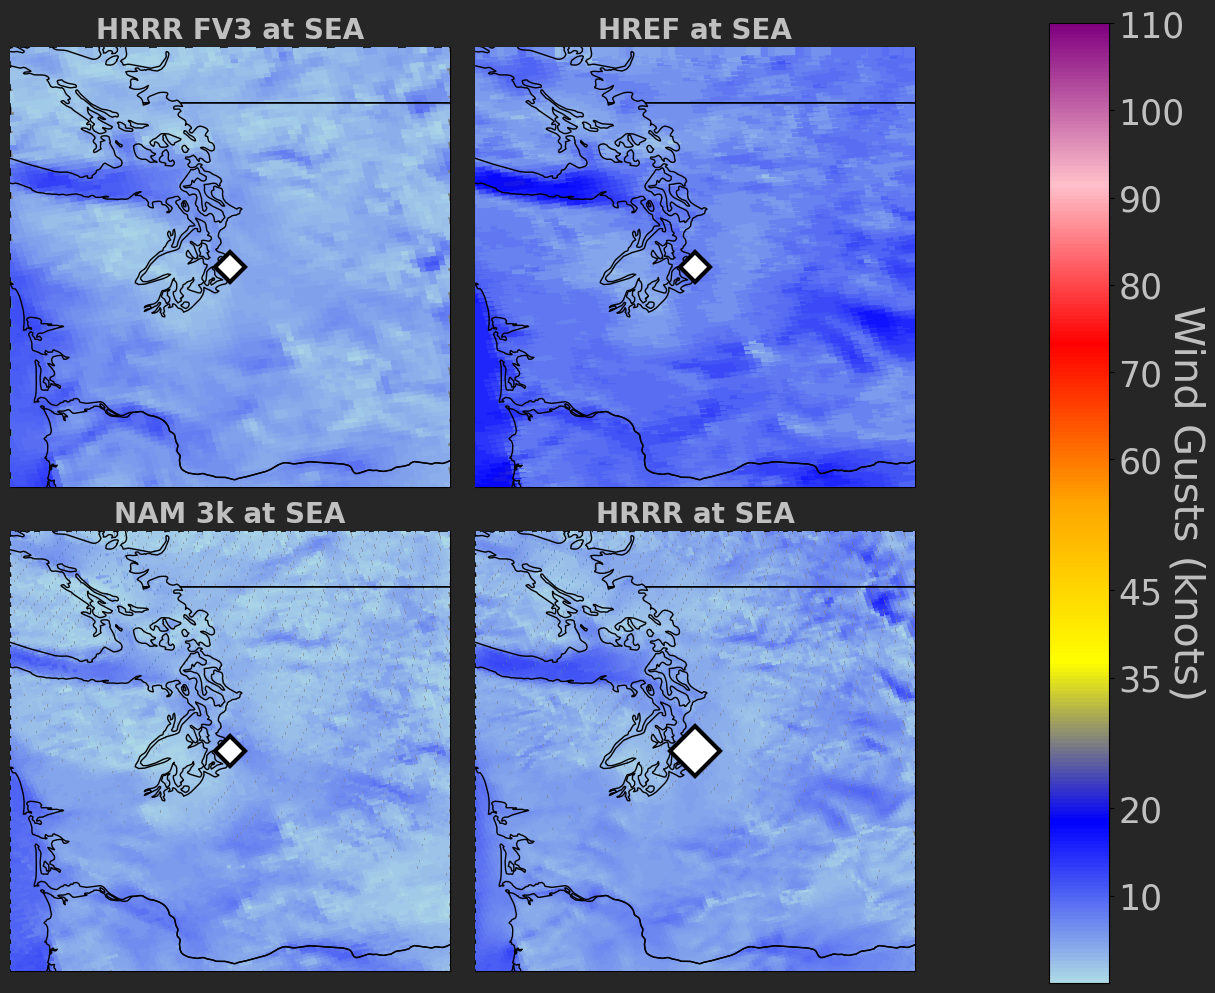 HRRR FV3 at SEA
HREF at SEA
NAM 3k at SEA
HRRR at SEA
110
100
90
80
70
60
45
35
20
10
Wind Gusts (knots)